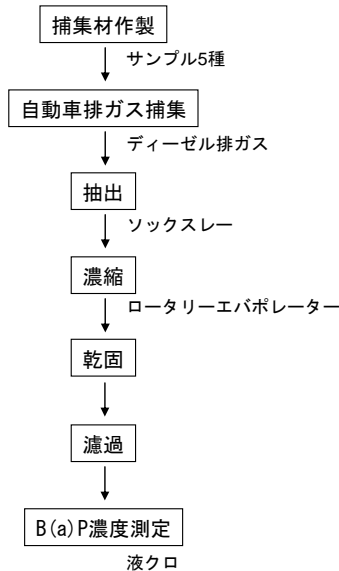 捕集材作製
サンプル5種
自動車排ガス捕集
ディーゼル排ガス
抽出
ソックスレー
濃縮
ロータリーエバポレーター
乾固
濾過
B(a)P濃度測定
液クロ